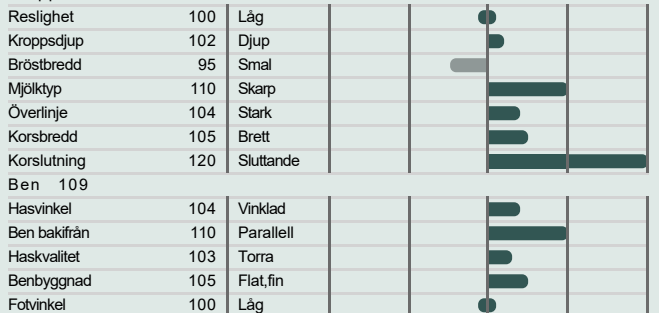 Reslighet 100 Låg
Kroppsdjup 102 Djup
Bröstbredd 95 Smal
Mjölktyp 110 Skarp
Överlinje 104 Stark
Korsbredd 105 Brett
Korslutning 120 Sluttande
Ben 109
Hasvinkel 104 Vinklad
Ben bakifrån 110 Parallell
Haskvalitet 103 Torra
Benbyggnad 105 Flat,fin
Fotvinkel 100 Låg